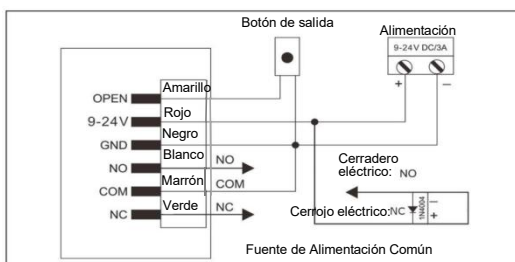 Botón de salida
Alimentación
9-24V DC/3A
+ −
OPEN Amarillo
9-24V Rojo
GND Negro
NO Blanco NO
COM Marrón COM
NC Verde NC
Cerradero
eléctrico: NO
Cerrojo eléctrico: NC
1N4004
−
+
Fuente de Alimentación Común